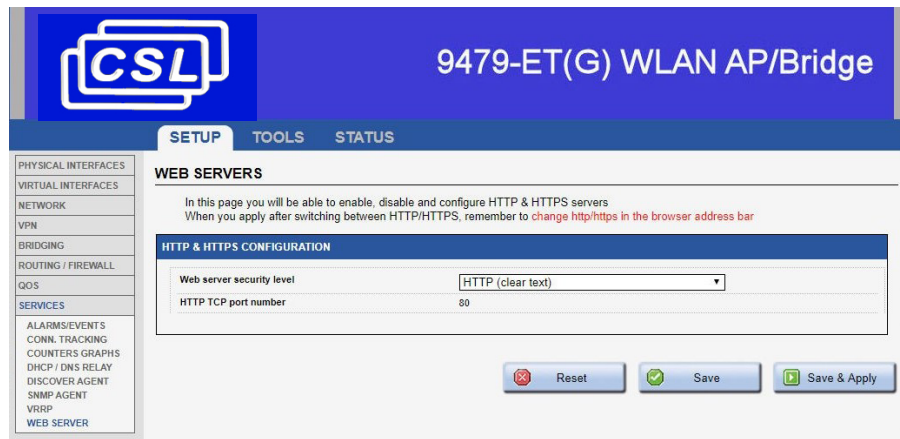 CSL
9479-ET(G) WLAN AP/Bridge
SETUP TOOLS STATUS
PHYSICAL INTERFACES
VIRTUAL INTERFACES
NETWORK
VPN
BRIDGING
ROUTING / FIREWALL
QOS
SERVICES
ALARMS/EVENTS
CONN. TRACKING
COUNTERS GRAPHS
DHCP / DNS RELAY
DISCOVER AGENT
SNMP AGENT
VRRP
WEB SERVER
WEB SERVERS
In this page you will be able to enable, disable and configure HTTP & HTTPS servers
When you apply after switching between HTTP/HTTPS, remember to change http/https in the browser address bar
HTTP & HTTPS CONFIGURATION
Web server security level HTTP (clear text)
HTTP TCP port number 80
Reset Save Save & Apply